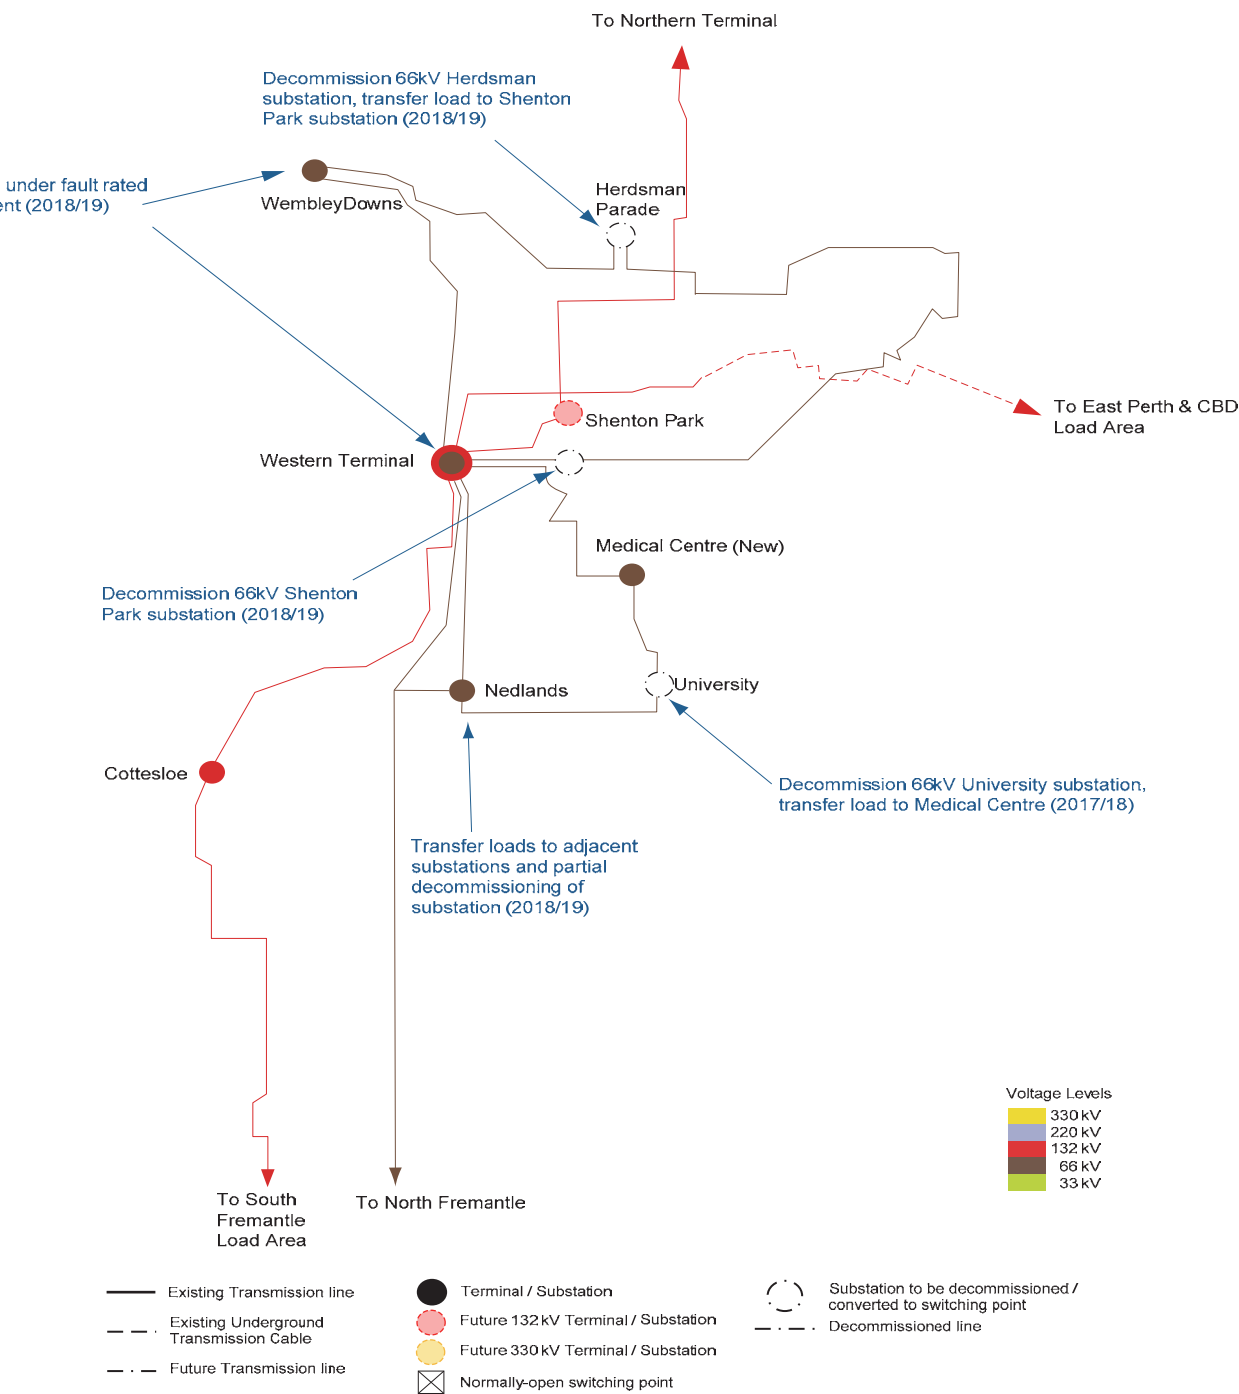 To Northern Terminal
Decommission 66kV Herdsman
substation, transfer load to Shenton
Park substation (2018/19)
under fault rated
(2018/19)
WembleyDowns
Herdsman
Parade
Shenton Park
To East Perth & CBD
Load Area
Western Terminal
Medical Centre (New)
Decommission 66kV Shenton
Park substation (2018/19)
Nedlands
University
Cottesloe
Decommission 66kV University substation,
transfer load to Medical Centre (2017/18)
Transfer loads to adjacent
substations and partial
decommissioning of
substation (2018/19)
Voltage Levels
330 kV
220 kV
132 kV
66 kV
33 kV
To South
Fremantle
Load Area
To North Fremantle
Existing Transmission line
Existing Underground
Transmission Cable
Future Transmission line
Terminal / Substation
Future 132 kV Terminal / Substation
Future 330 kV Terminal / Substation
Normally-open switching point
Substation to be decommissioned /
converted to switching point
Decommissioned line